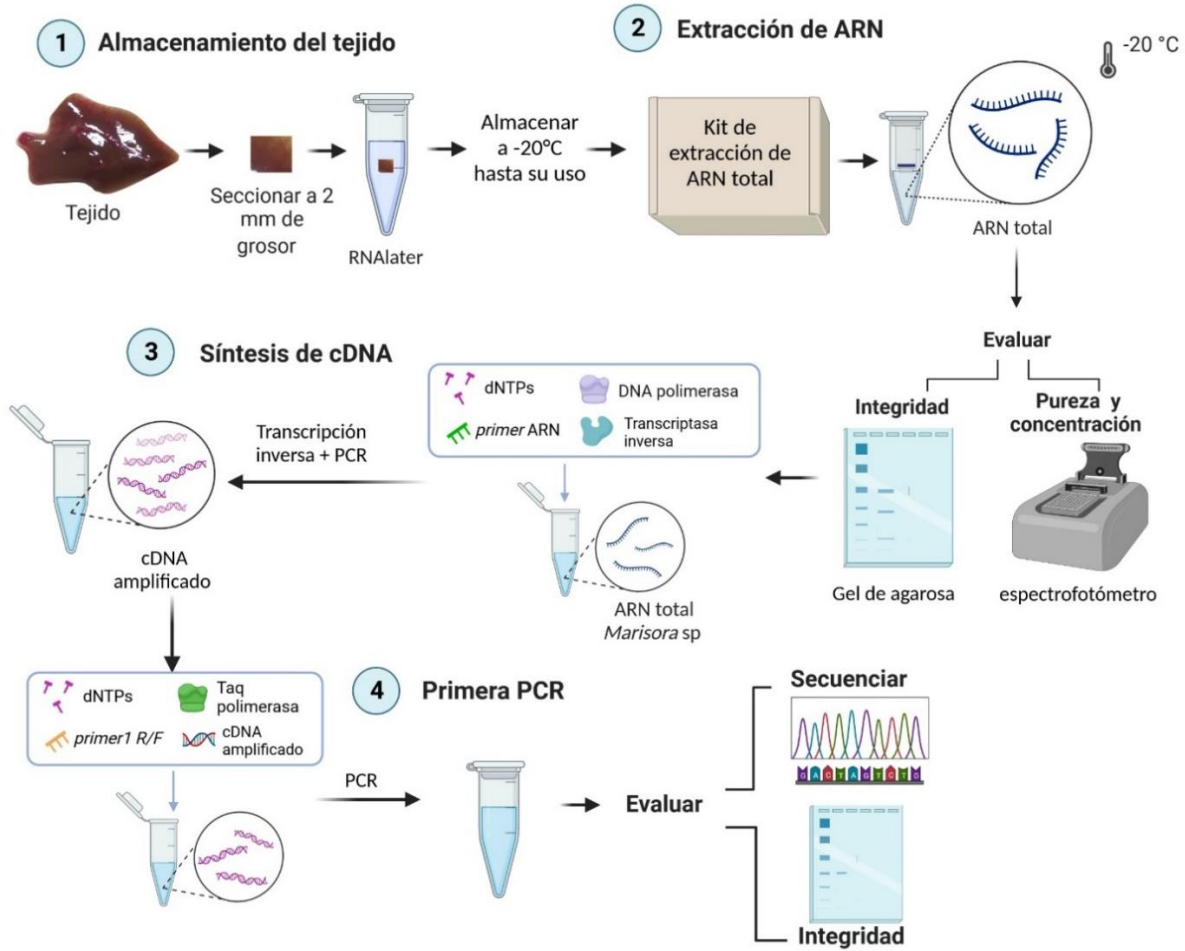 1 Almacenamiento del tejido
Tejido
Seccionar a 2
mm de
grosor
RNAlater
Almacenar
a -20°C
hasta su uso
2 Extracción de ARN
-20 °C
Kit de
extracción de
ARN total
ARN total
Evaluar
Integridad
Pureza y
concentración
Gel de agarosa
espectrofotómetro
3 Síntesis de cDNA
dNTPs
DNA polimerasa
primer ARN
Transcriptasa
inversa
ARN total
Marisora sp
Transcripción
inversa + PCR
cDNA
amplificado
dNTPs
Taq
polimerasa
primer1 R/F
cDNA
amplificado
4 Primera PCR
PCR
Evaluar
Secuenciar
Integridad